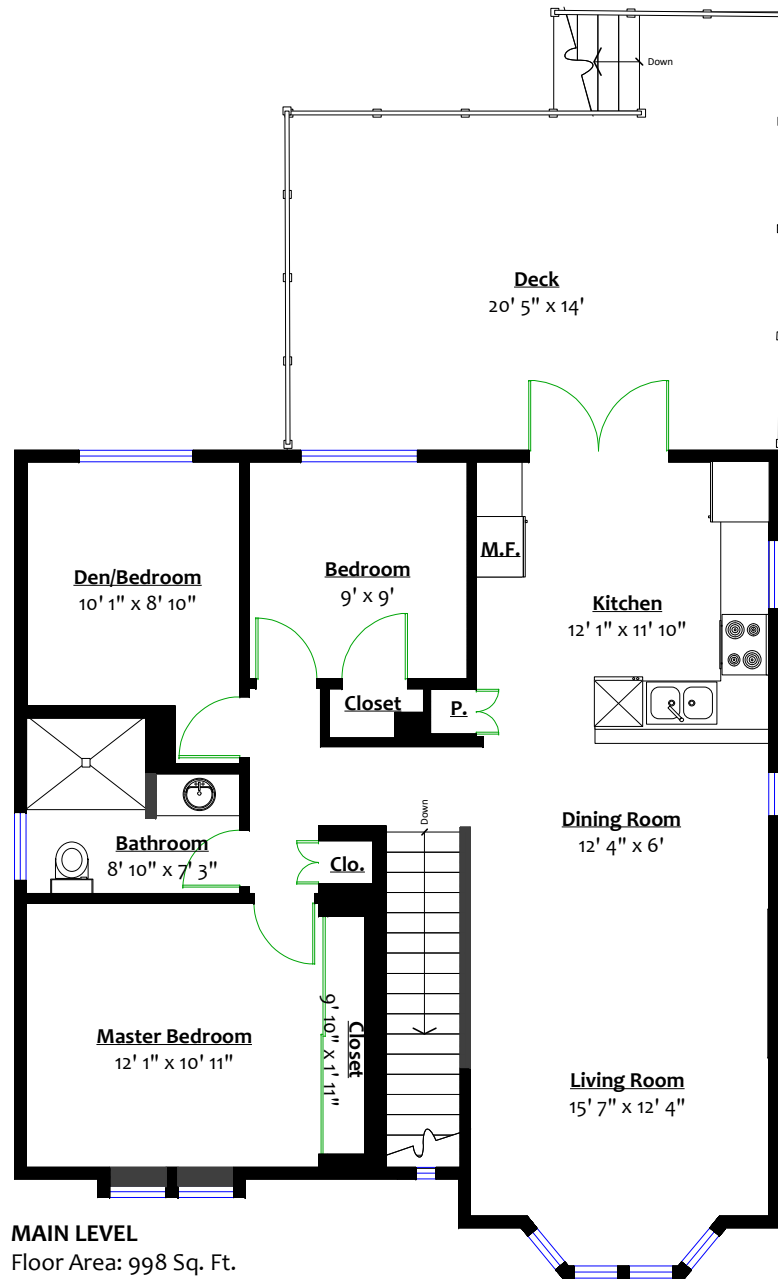 Down
Deck
20' 5" x 14'
Den/Bedroom
10' 1" x 8' 10"
Bedroom
9' x 9'
M.F.
Kitchen
12' 1" x 11' 10"
Closet
P.
Down
Dining Room
12' 4" x 6'
Bathroom
8' 10" x 7' 3"
Clo.
Master Bedroom
12' 1" x 10' 11"
Closet
9' 10" x 1' 11"
Living Room
15' 7" x 12' 4"
MAIN LEVEL
Floor Area: 998 Sq. Ft.